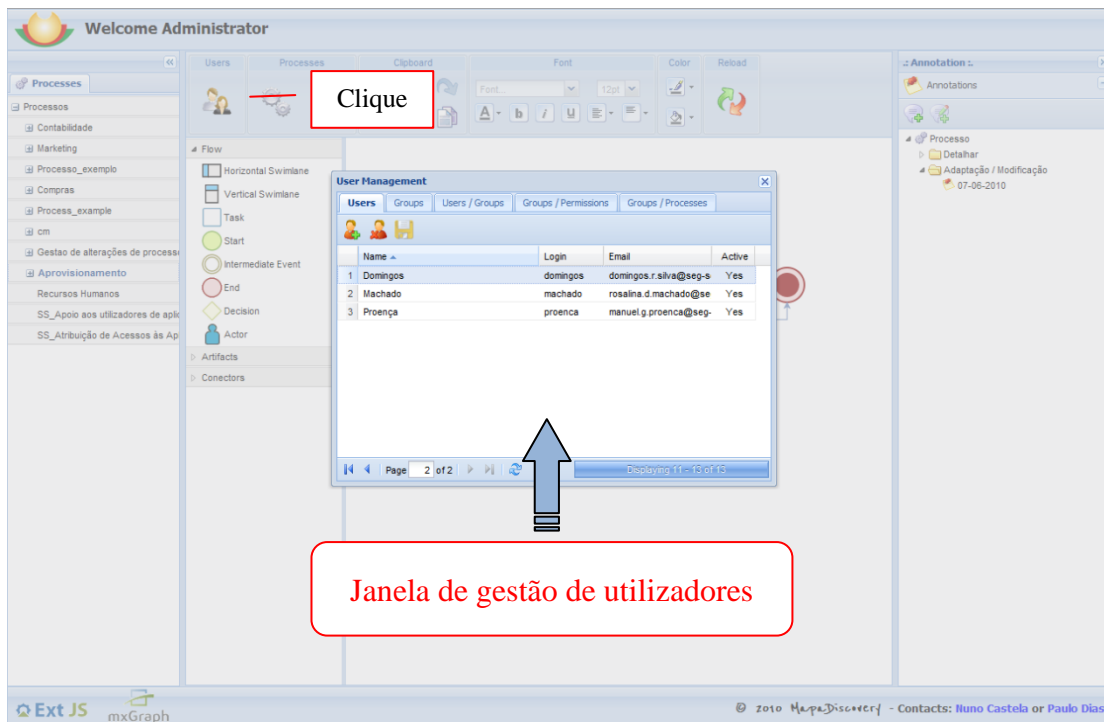 Welcome Administrator
Processes
Processos
Contabilidade
Marketing
Processo_exemplo
Compras
Process_example
cm
Gestao de alterações de process
Aprovisionamento
Recursos Humanos
SS_Apoio aos utilizadores de aplic
SS_Atribuição de Acessos às Ap
Users Processes Clipboard Font Color Reload
Font... 12pt
A b i U
Clique
Flow
Horizontal Swimlane
Vertical Swimlane
Task
Start
Intermediate Event
End
Decision
Actor
Artifacts
Conectors
User Management
Users Groups Users / Groups Groups / Permissions Groups / Processes
Name Login Email Active
1 Domingos domingos domingos.r.silva@seg-s Yes
2 Machado machado rosalina.d.machado@se Yes
3 Proença proenca manuel.g.proenca@seg- Yes
Page 2 of 2 Displaying 11 - 13 of 13
Janela de gestão de utilizadores
.: Annotation :.
Annotations
Processo
Detalhar
Adaptação / Modificação
07-06-2010
Ext JS mxGraph
© 2010 MapaDiscovery - Contacts: Nuno Castela or Paulo Dias